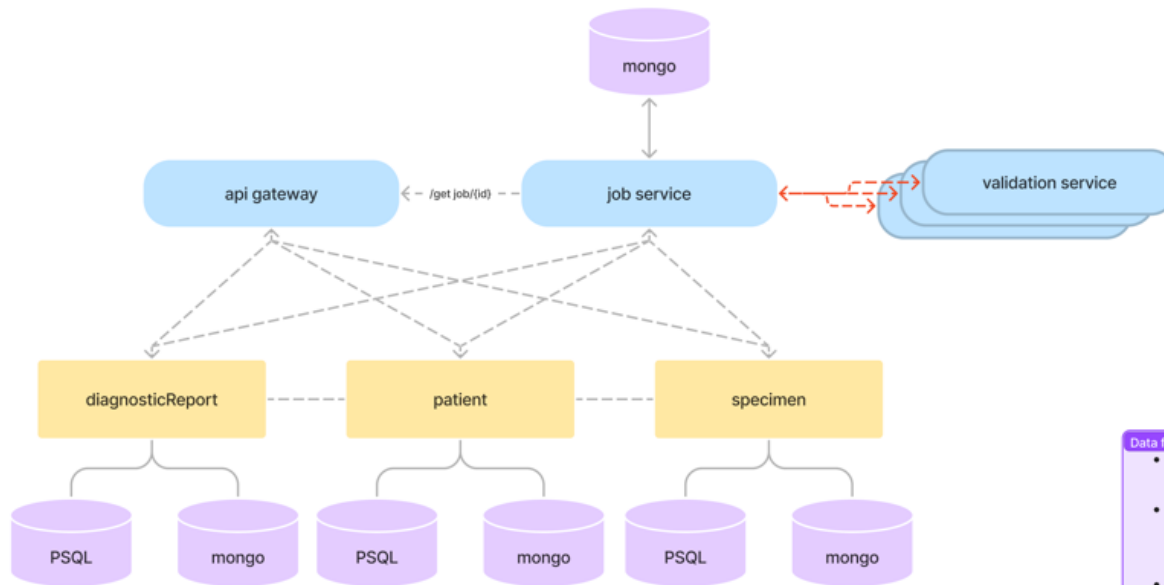 mongo
api gateway
/get job/{id}
job service
validation service
diagnosticReport
patient
specimen
PSQL
mongo
PSQL
mongo
PSQL
mongo
Data f